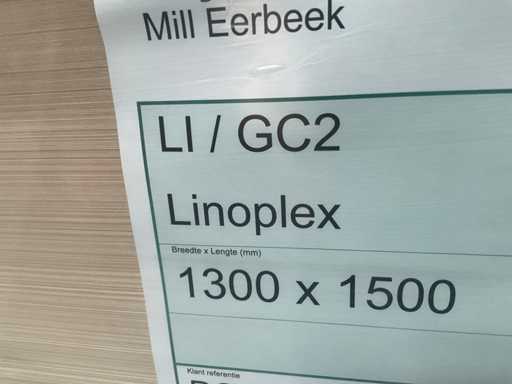 Mill Eerbeek
LI / GC2
Linoplex
Breedte x Lengte (mm)
1300 x 1500
Klant referentie